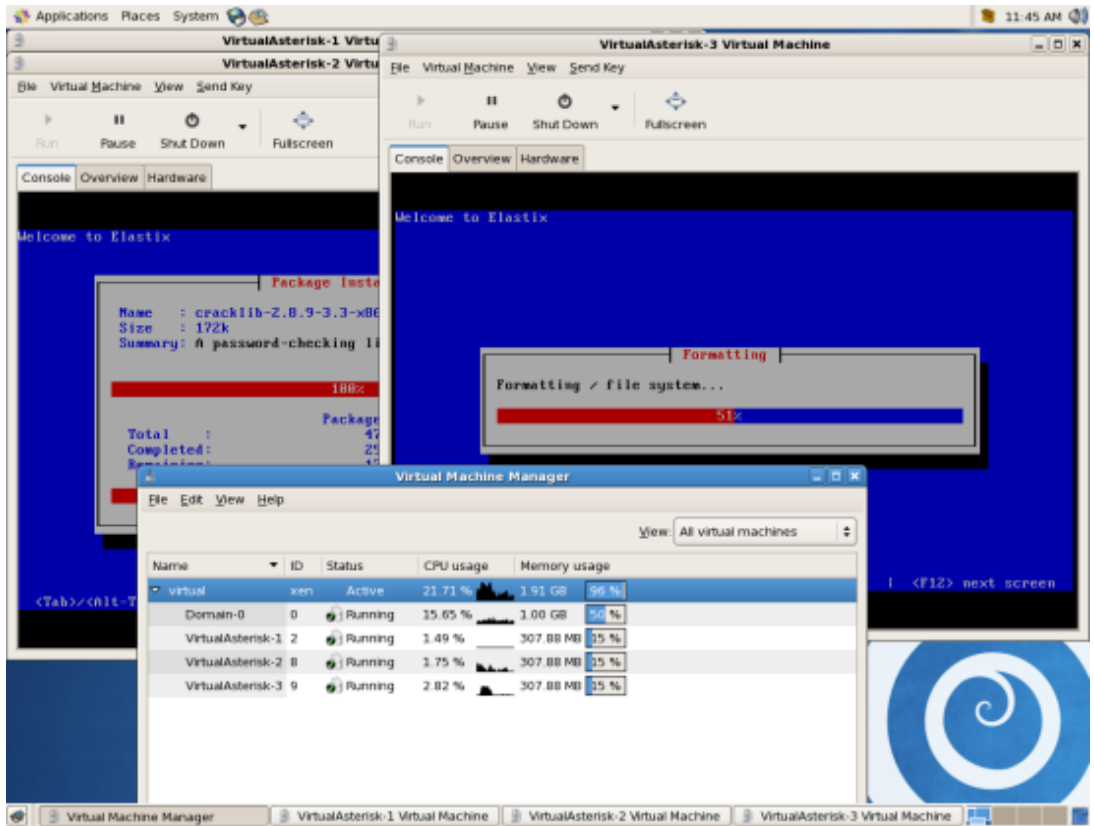 Applications Places System 11:45 AM
VirtualAsterisk-1 Virtu
VirtualAsterisk-2 Virtu
File Virtual Machine View Send Key
Run Pause Shut Down Fullscreen
Console Overview Hardware
Welcome to Elastix
Package Insta
Name : cracklib-2.8.9-3.3-x86
Size : 172k
Summary: A password-checking li
100%
Package
Total : 47
Completed: 29
Remaining: 17
<Tab>/<Alt-T
VirtualAsterisk-3 Virtual Machine
File Virtual Machine View Send Key
Run Pause Shut Down Fullscreen
Console Overview Hardware
Welcome to Elastix
Formatting
Formatting / file system...
51%
| <F12> next screen
Virtual Machine Manager
File Edit View Help
View: All virtual machines
Name ID Status CPU usage Memory usage
virtual xen Active 21.71 % 1.91 GB 96 %
Domain-0 0 Running 15.65 % 1.00 GB 50 %
VirtualAsterisk-1 2 Running 1.49 % 307.88 MB 15 %
VirtualAsterisk-2 8 Running 1.75 % 307.88 MB 15 %
VirtualAsterisk-3 9 Running 2.82 % 307.88 MB 15 %
Virtual Machine Manager VirtualAsterisk-1 Virtual Machine VirtualAsterisk-2 Virtual Machine VirtualAsterisk-3 Virtual Machine